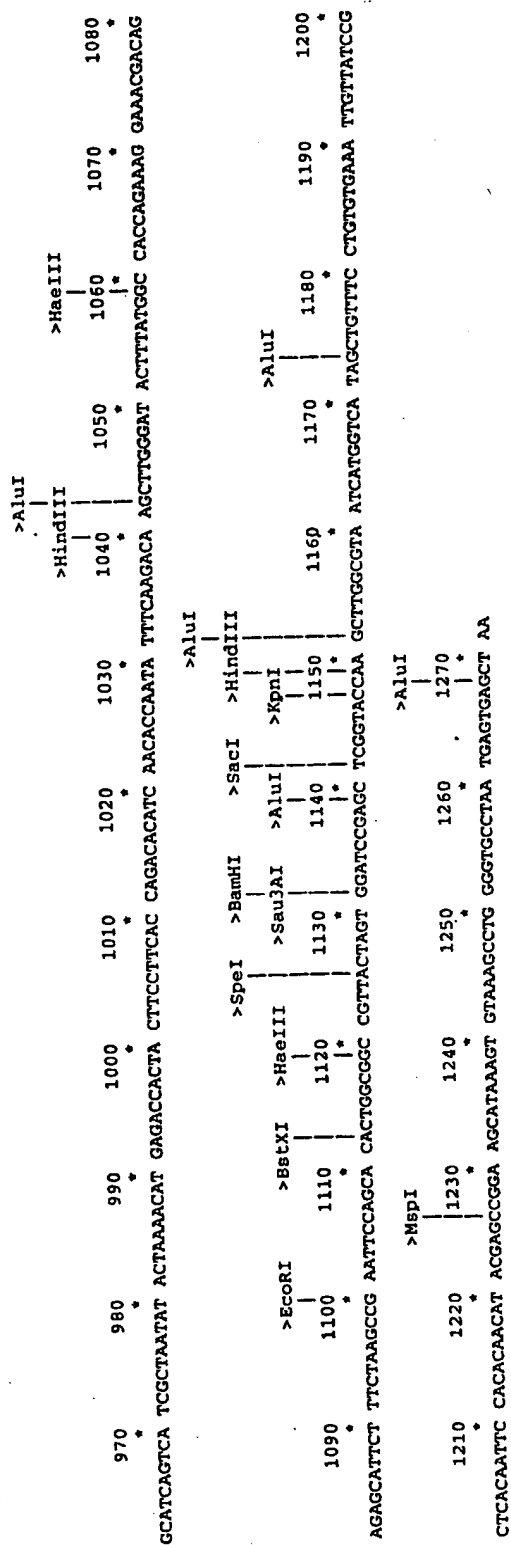 >AluI
>HindIII >HaeIII
970 980 990 1000 1010 1020 1030 1040 1050 1060 1070 1080
* * * * * * * * * * * *
GCATCAGTCA TCGCTAATAT ACTAAAACAT GAGACCACTA CTTCCTTCAC CAGACACATC AACACCAATA TTTCAAGACA AGCTTGGGAT ACTTTATGGC CACCAGAAAG GAAACGACAG
>AluI
>SpeI >BamHI >SacI >HindIII
>EcoRI >BstXI >HaeIII >Sau3AI >AluI >KpnI >AluI
1090 1100 1110 1120 1130 1140 1150 1160 1170 1180 1190 1200
* * * * * * * * * * * *
AGAGCATTCT TTCTAAGCCG AATTCCAGCA CACTGGCGGC CGTTACTAGT GGATCCGAGC TCGGTACCAA GCTTGGCGTA ATCATGGTCA TAGCTGTTTC CTGTGTGAAA TTGTTATCCG
>MspI >AluI
1210 1220 1230 1240 1250 1260 1270
* * * * * * *
CTCACAATTC CACACAACAT ACGAGCCGGA AGCATAAAGT GTAAAGCCTG GGGTGCCTAA TGAGTGAGCT AA